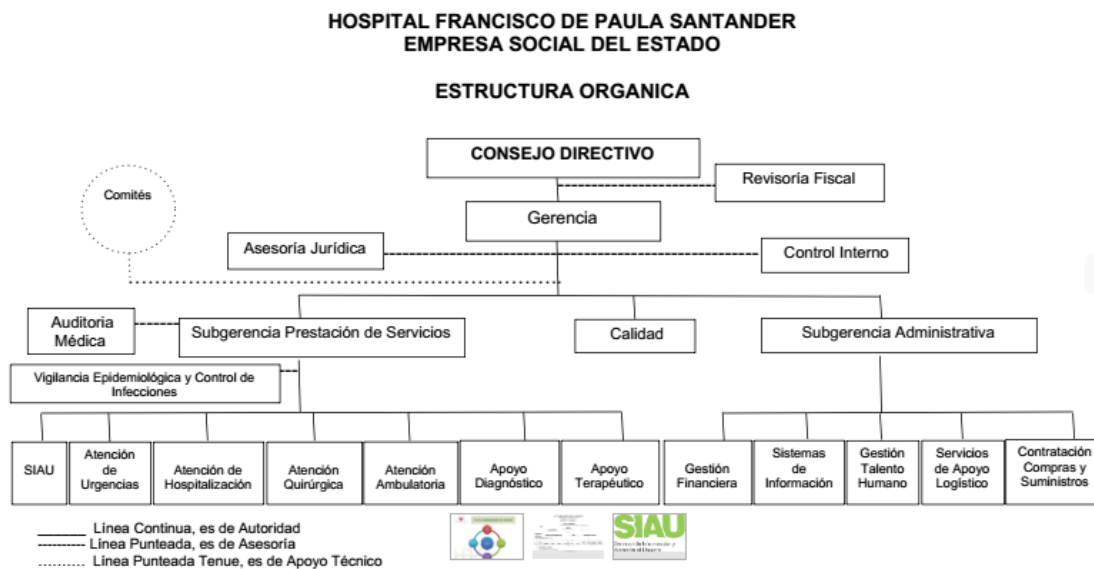 HOSPITAL FRANCISCO DE PAULA SANTANDER
EMPRESA SOCIAL DEL ESTADO
ESTRUCTURA ORGANICA
CONSEJO DIRECTIVO
Revisoría Fiscal
Comités
Gerencia
Asesoría Jurídica
Control Interno
Auditoria
Médica
Subgerencia Prestación de Servicios
Calidad
Subgerencia Administrativa
Vigilancia Epidemiológica y Control de
Infecciones
SIAU
Atención
de
Urgencias
Atención de
Hospitalización
Atención
Quirúrgica
Atención
Ambulatoria
Apoyo
Diagnóstico
Apoyo
Terapéutico
Gestión
Financiera
Sistemas
de
Información
Gestión
Talento
Humano
Servicios
de Apoyo
Logístico
Contratación
Compras y
Suministros
Línea Continua, es de Autoridad
Línea Punteada, es de Asesoría
Línea Punteada Tenue, es de Apoyo Técnico
SIAU